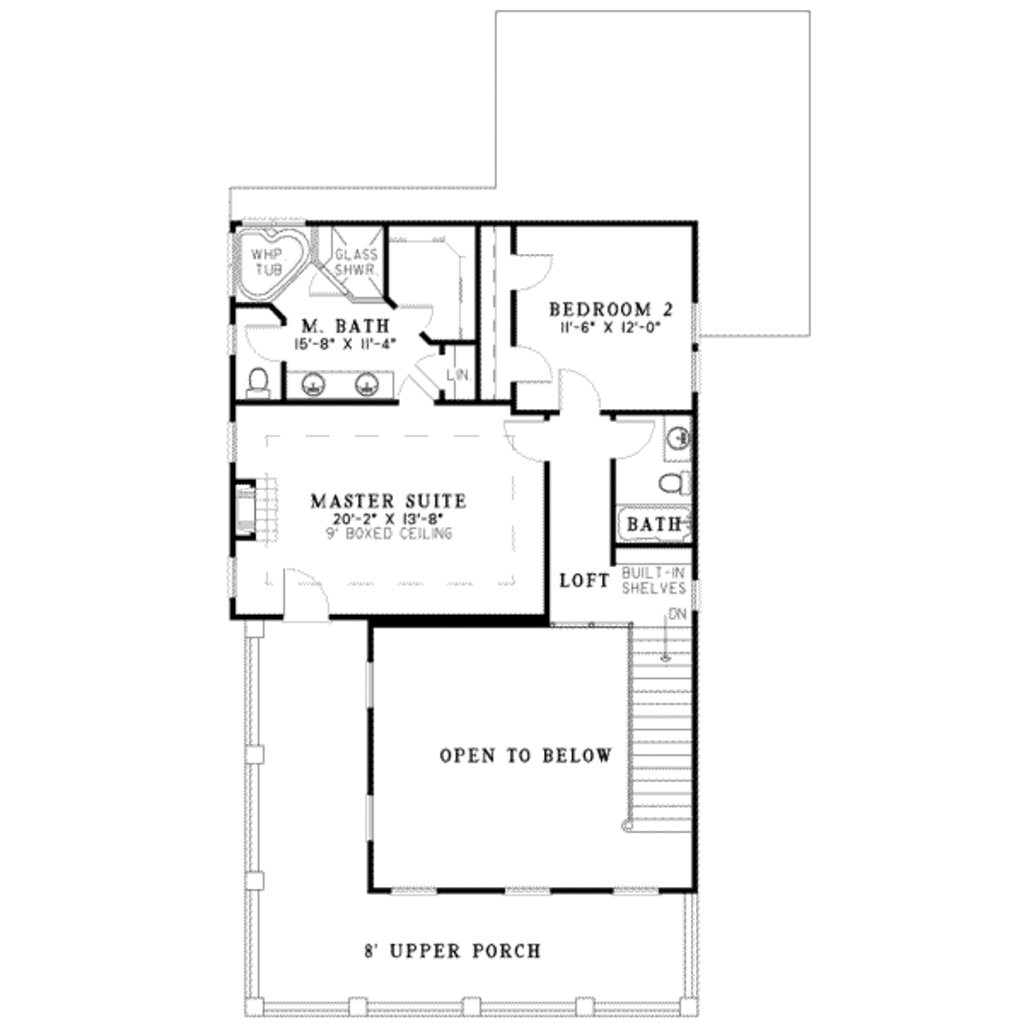 WHP
TUB
GLASS
SHWR.
M. BATH
15'-8" X 11'-4"
LIN.
BEDROOM 2
11'-6" X 12'-0"
MASTER SUITE
20'-2" X 13'-8"
9' BOXED CEILING
BATH
LOFT
BUILT-IN
SHELVES
DN
OPEN TO BELOW
8' UPPER PORCH